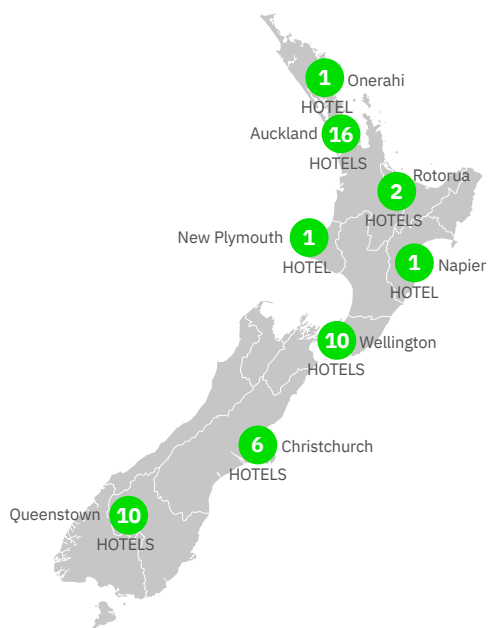 1 Onerahi
HOTEL
Auckland 16
HOTELS
Rotorua
2
HOTELS
New Plymouth 1
HOTEL
1 Napier
HOTEL
10 Wellington
HOTELS
6 Christchurch
HOTELS
Queenstown 10
HOTELS